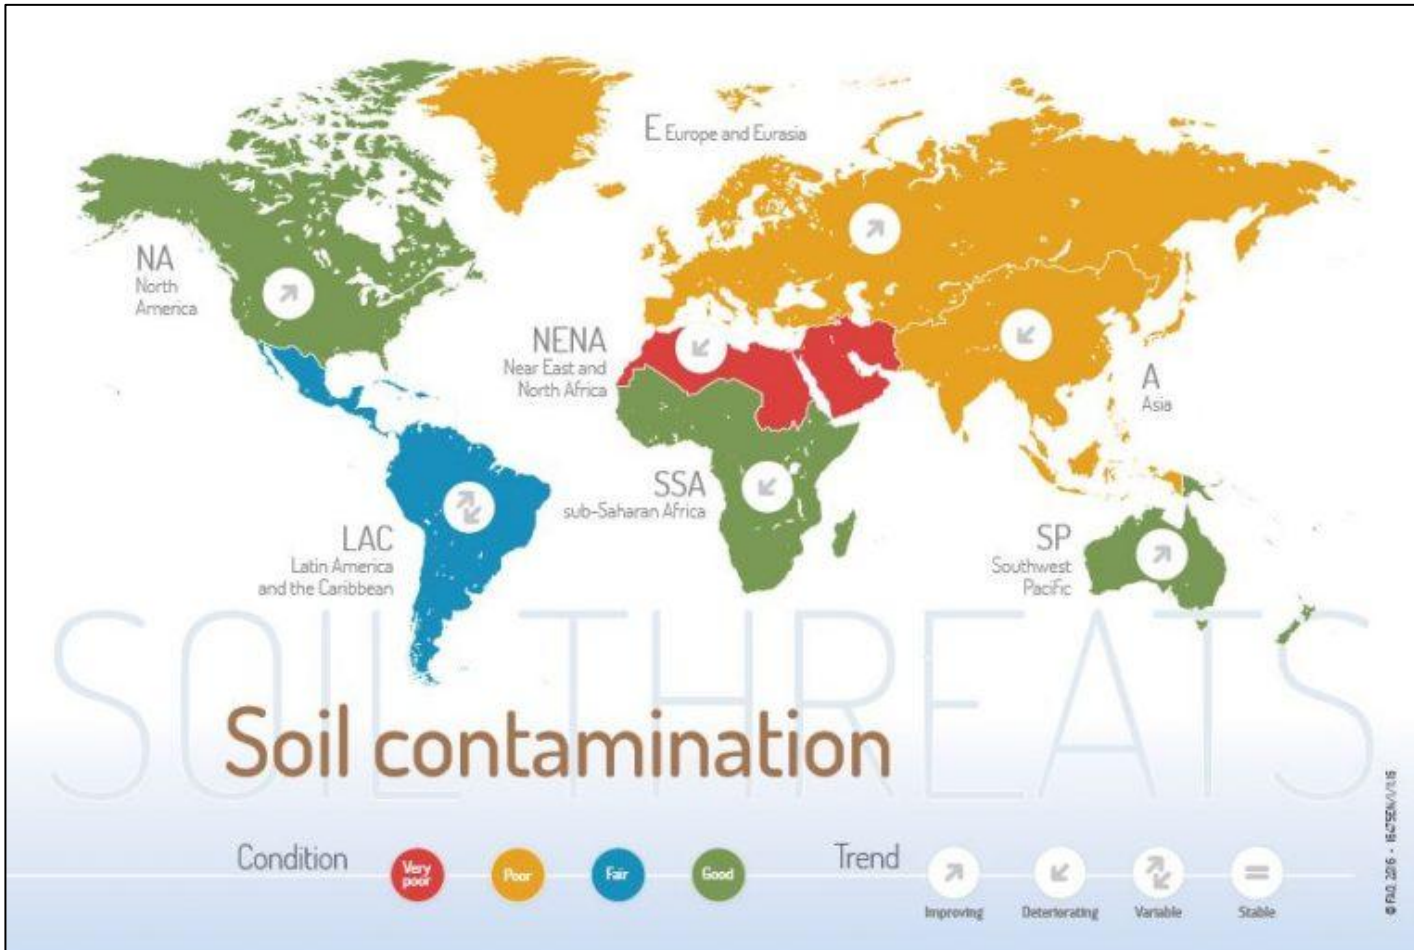 E Europe and Eurasia
NA
North
America
NENA
Near East and
North Africa
A
Asia
SSA
sub-Saharan Africa
LAC
Latin America
and the Caribbean
SP
Southwest
Pacific
SOIL THREATS
Soil contamination
Condition
Very
poor
Poor
Fair
Good
Trend
Improving
Deteriorating
Variable
Stable
© FAO, 2016